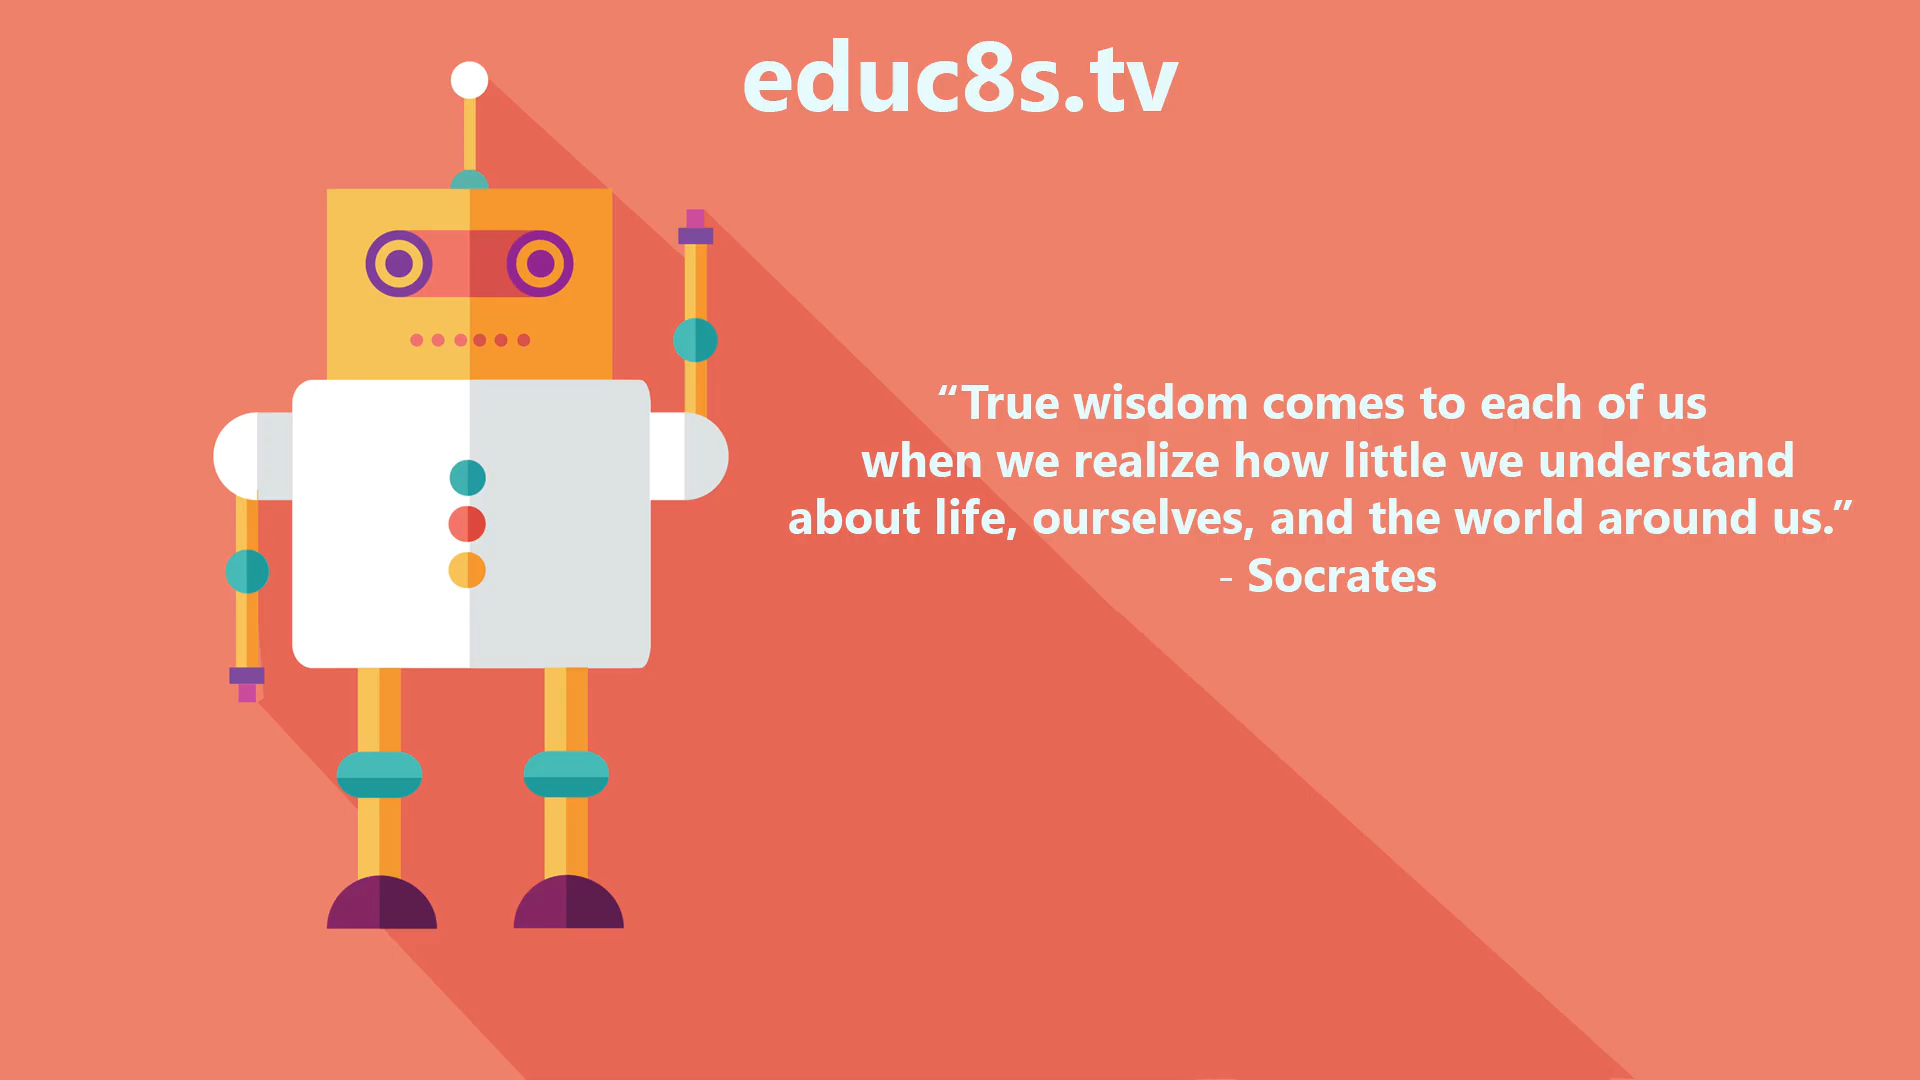 educ8s.tv
“True wisdom comes to each of us
when we realize how little we understand
about life, ourselves, and the world around us.”
- Socrates